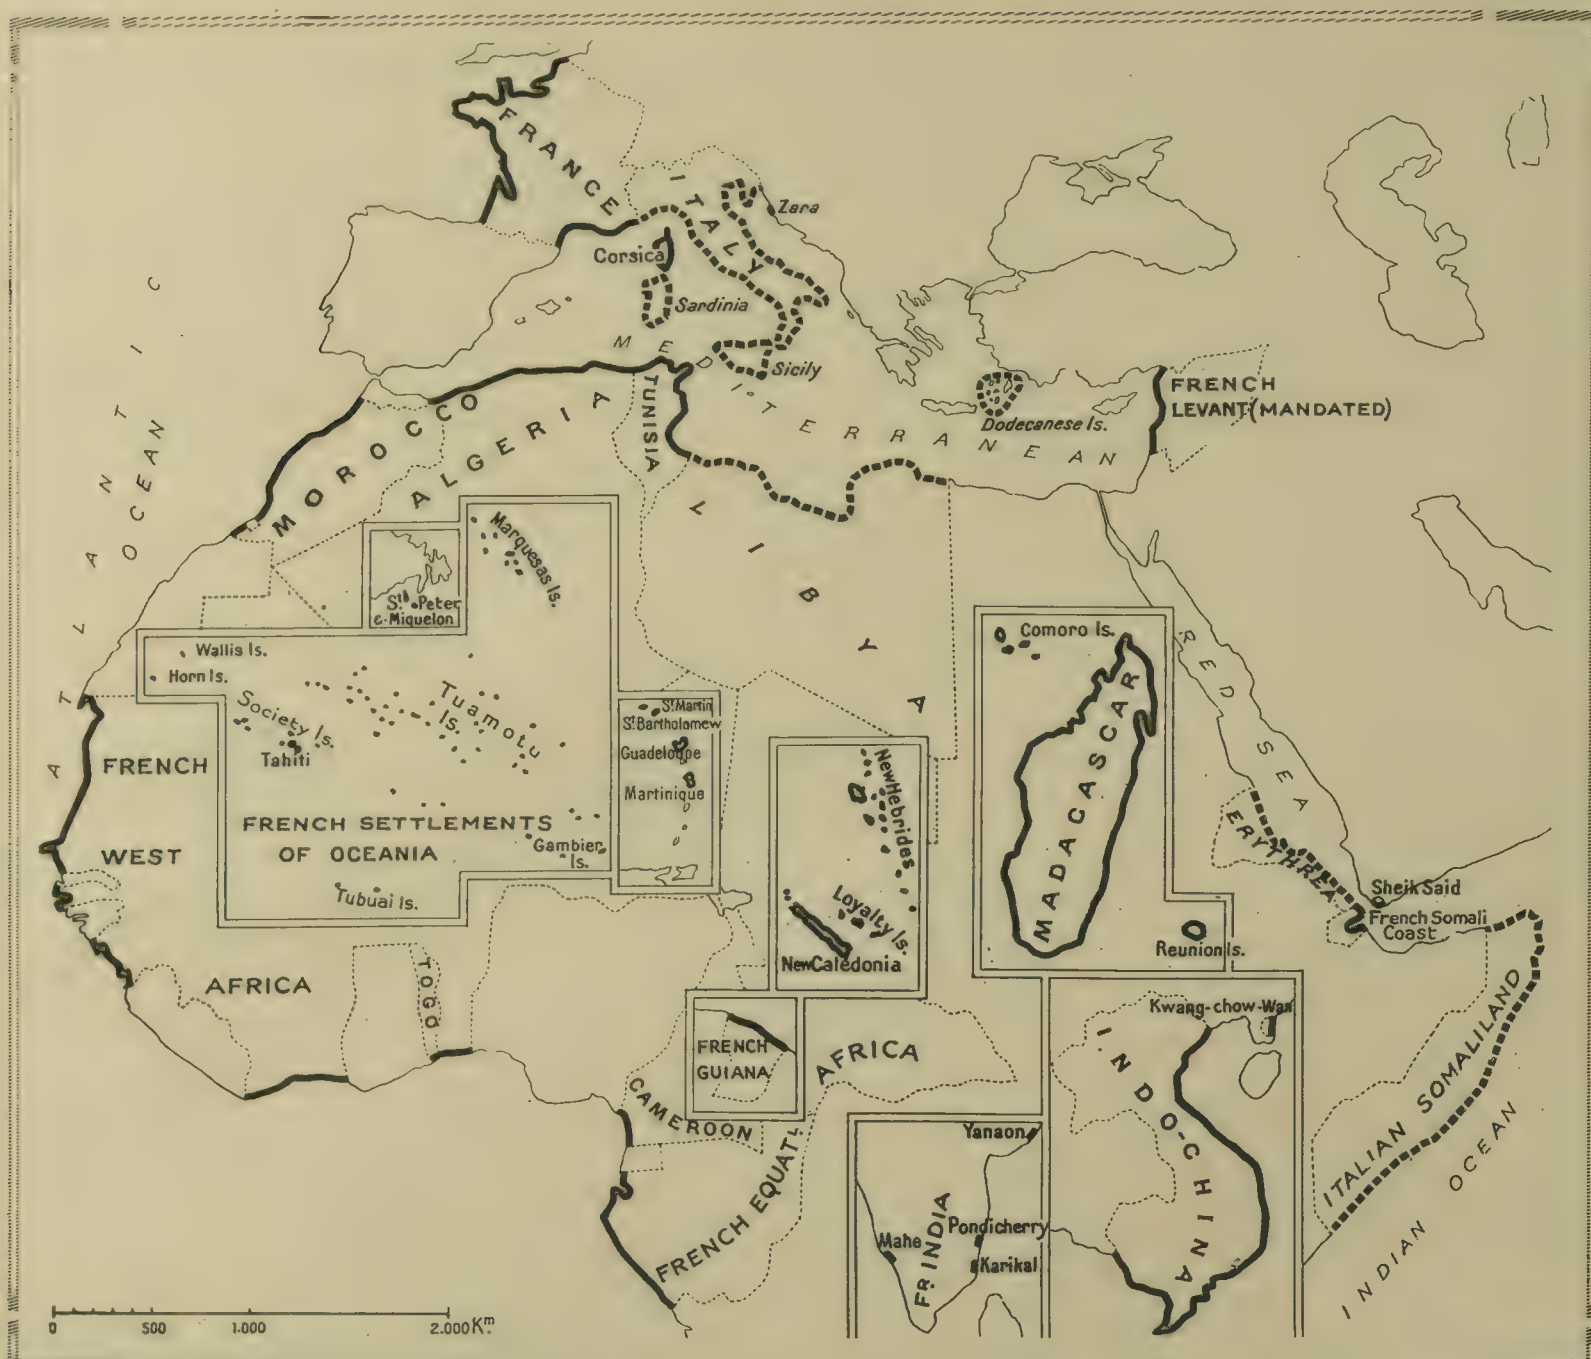 FRANCE
ITALY
Zara
Corsica
Sardinia
Sicily
Dodecanese Is.
FRENCH
LEVANT (MANDATED)
MEDITERRANEAN
ATLANTIC
OCEAN
MOROCCO
ALGERIA
TUNISIA
LIBYA
Marquesas Is.
St. Peter
& Miquelon
Wallis Is.
Horn Is.
Society Is.
Tahiti
Tuamotu
Is.
FRENCH SETTLEMENTS
OF OCEANIA
Gambier
Is.
Tubuai Is.
St Martin
St Bartholomew
Guadeloupe
Martinique
New Hebrides
Loyalty Is.
New Caledonia
Comoro Is.
MADACASCAR
Reunion Is.
RED SEA
ERYTHREA
Sheik Said
French Somali
Coast
ITALIAN SOMALILAND
INDIAN OCEAN
FRENCH
WEST
AFRICA
TOGO
CAMEROON
FRENCH EQUATL
AFRICA
FRENCH
GUIANA
Yanaon
Pondicherry
Mahe
Karikal
FR. INDIA
Kwang-chow-Wan
INDO-CHINA
0 500 1.000 2.000 Km